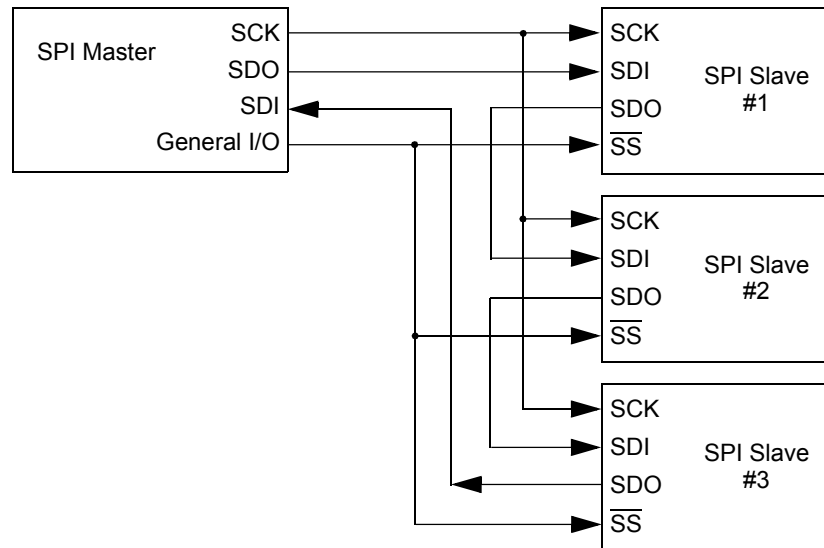 SPI Master
SCK
SDO
SDI
General I/O
SCK
SDI
SDO
SS
SPI Slave
#1
SCK
SDI
SDO
SS
SPI Slave
#2
SCK
SDI
SDO
SS
SPI Slave
#3